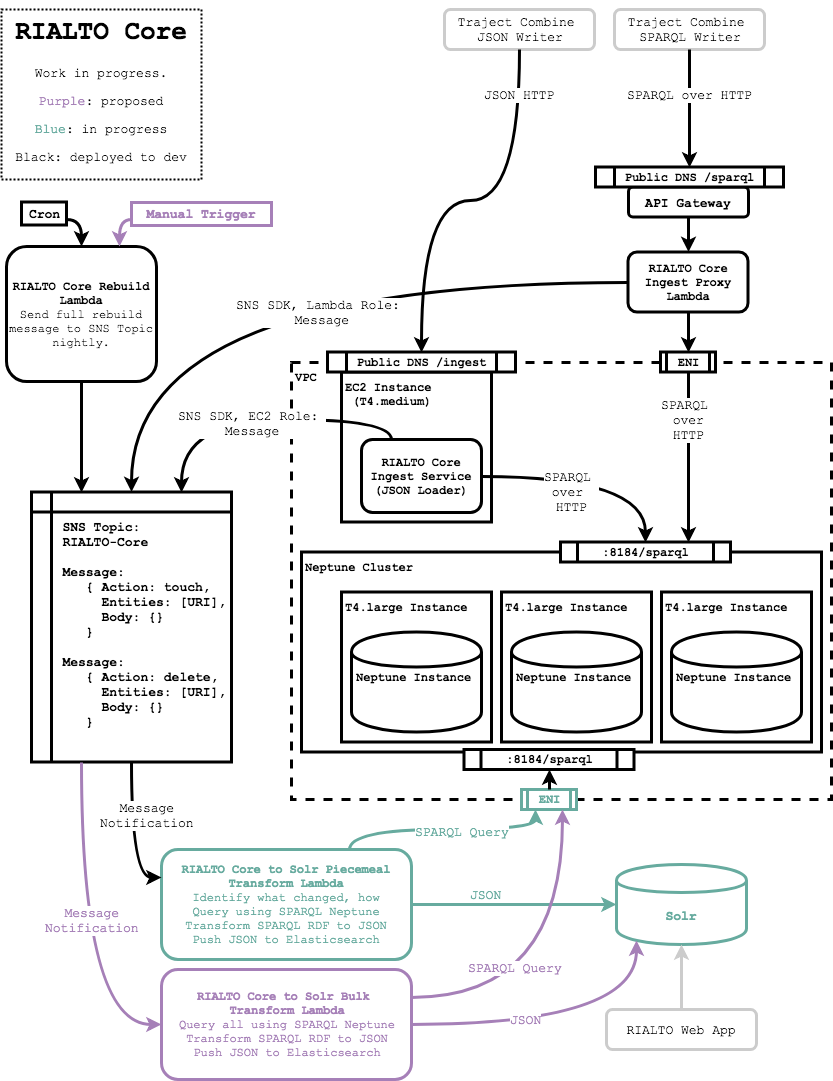 RIALTO Core
Work in progress.
Purple: proposed
Blue: in progress
Black: deployed to dev
Traject Combine
JSON Writer
Traject Combine
SPARQL Writer
JSON HTTP
SPARQL over HTTP
Public DNS /sparql
API Gateway
Cron
Manual Trigger
RIALTO Core Rebuild
Lambda
Send full rebuild
message to SNS Topic
nightly.
RIALTO Core
Ingest Proxy
Lambda
SNS SDK, Lambda Role:
Message
Public DNS /ingest
ENI
VPC
EC2 Instance
(T4.medium)
SNS SDK, EC2 Role:
Message
SPARQL
over
HTTP
RIALTO Core
Ingest Service
(JSON Loader)
SPARQL
over
HTTP
SNS Topic:
RIALTO-Core
Message:
{ Action: touch,
Entities: [URI],
Body: {}
}
Message:
{ Action: delete,
Entities: [URI],
Body: {}
}
:8184/sparql
Neptune Cluster
T4.large Instance
T4.large Instance
T4.large Instance
Neptune Instance
Neptune Instance
Neptune Instance
:8184/sparql
ENI
Message
Notification
SPARQL Query
RIALTO Core to Solr Piecemeal
Transform Lambda
Identify what changed, how
Query using SPARQL Neptune
Transform SPARQL RDF to JSON
Push JSON to Elasticsearch
JSON
Solr
Message
Notification
SPARQL Query
RIALTO Core to Solr Bulk
Transform Lambda
Query all using SPARQL Neptune
Transform SPARQL RDF to JSON
Push JSON to Elasticsearch
JSON
RIALTO Web App